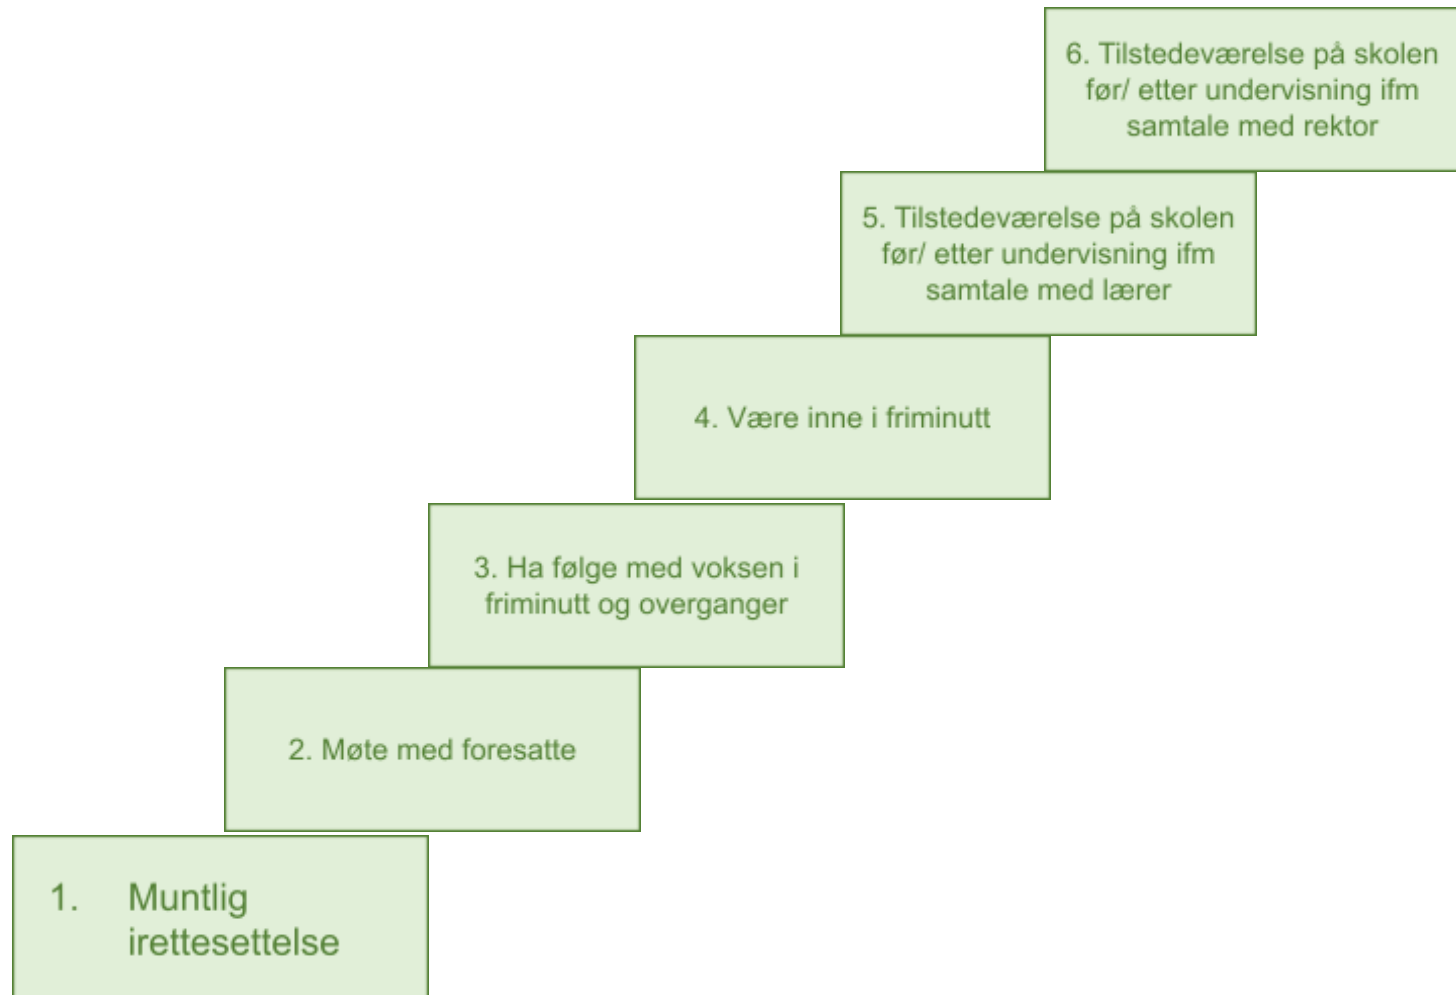 6. Tilstedeværelse på skolen
før/ etter undervisning ifm
samtale med rektor
5. Tilstedeværelse på skolen
før/ etter undervisning ifm
samtale med lærer
4. Være inne i friminutt
3. Ha følge med voksen i
friminutt og overganger
2. Møte med foresatte
1. Muntlig
irettesettelse